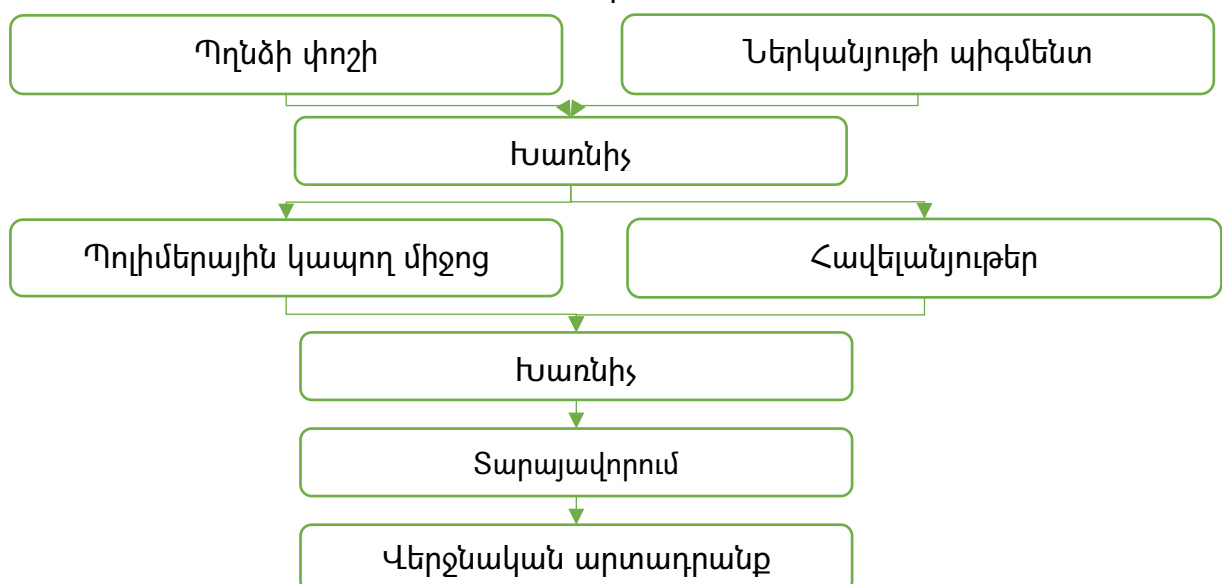 Պղնձի փոշի
Ներկանյութի պիգմենտ
Խառնիչ
Պոլիմերային կապող միջոց
Հավելանյութեր
Խառնիչ
Տարայավորում
Վերջնական արտադրանք